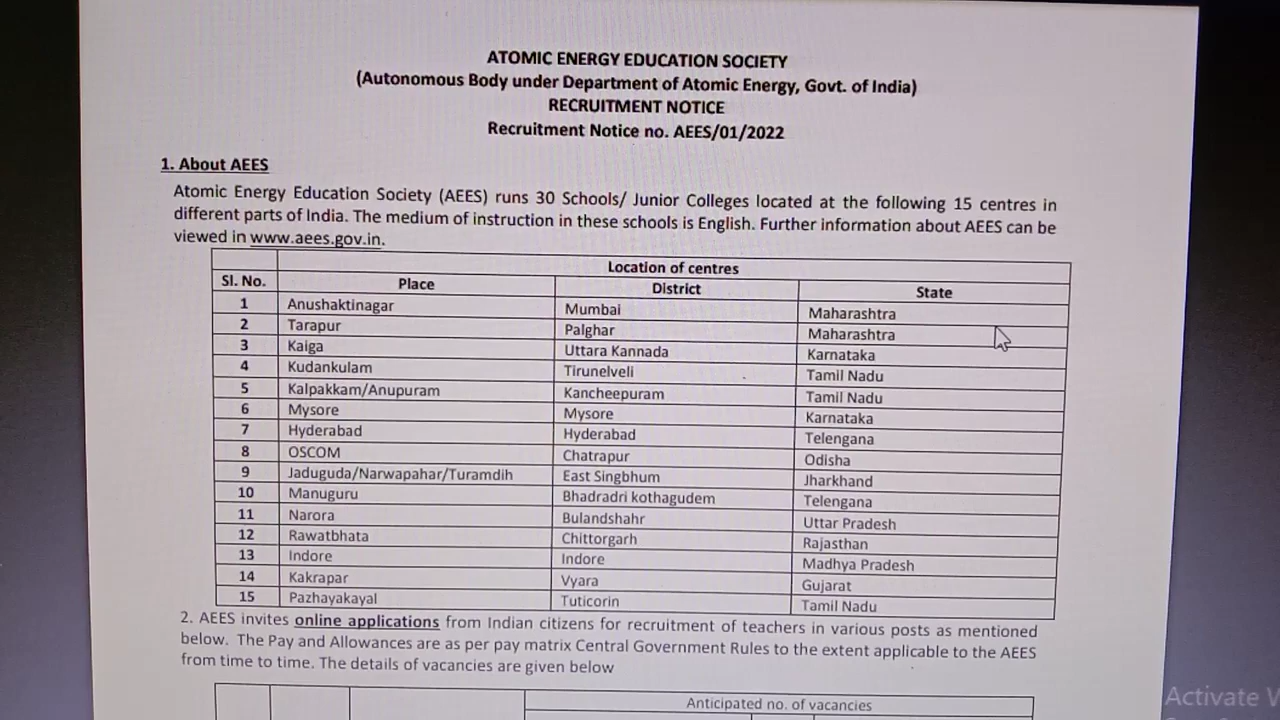 ATOMIC ENERGY EDUCATION SOCIETY
(Autonomous Body under Department of Atomic Energy, Govt. of India)
RECRUITMENT NOTICE
Recruitment Notice no. AEES/01/2022
1. About AEES
Atomic Energy Education Society (AEES) runs 30 Schools/ Junior Colleges located at the following 15 centres in
different parts of India. The medium of instruction in these schools is English. Further information about AEES can be
viewed in www.aees.gov.in.
Location of centres
Sl. No. Place District State
1 Anushaktinagar Mumbai Maharashtra
2 Tarapur Palghar Maharashtra
3 Kaiga Uttara Kannada Karnataka
4 Kudankulam Tirunelveli Tamil Nadu
5 Kalpakkam/Anupuram Kancheepuram Tamil Nadu
6 Mysore Mysore Karnataka
7 Hyderabad Hyderabad Telengana
8 OSCOM Chatrapur Odisha
9 Jaduguda/Narwapahar/Turamdih East Singbhum Jharkhand
10 Manuguru Bhadradri kothagudem Telengana
11 Narora Bulandshahr Uttar Pradesh
12 Rawatbhata Chittorgarh Rajasthan
13 Indore Indore Madhya Pradesh
14 Kakrapar Vyara Gujarat
15 Pazhayakayal Tuticorin Tamil Nadu
2. AEES invites online applications from Indian citizens for recruitment of teachers in various posts as mentioned
below. The Pay and Allowances are as per pay matrix Central Government Rules to the extent applicable to the AEES
from time to time. The details of vacancies are given below
Anticipated no. of vacancies
Activate